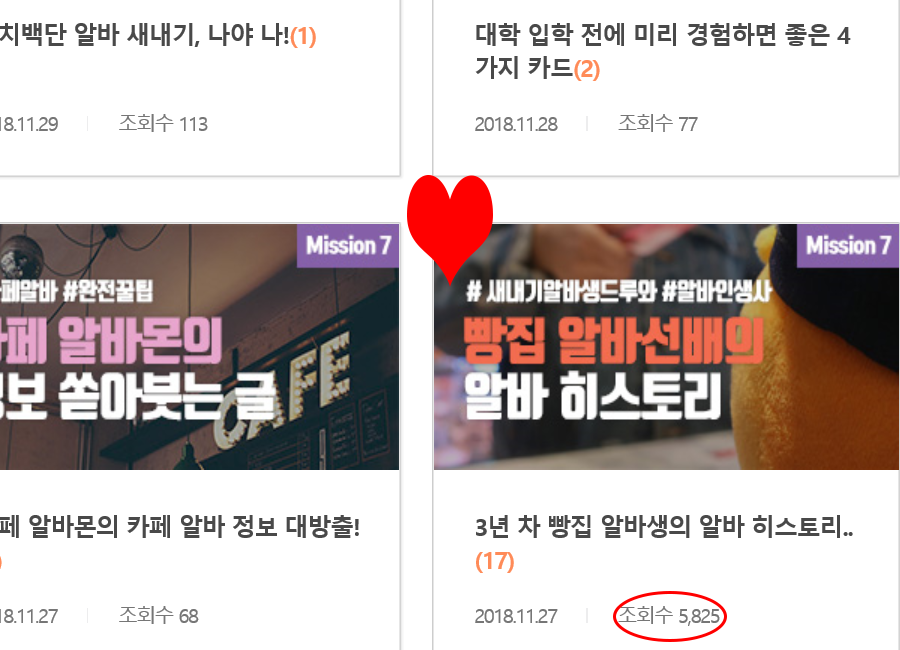 치백단 알바 새내기, 나야 나!(1)
18.11.29 조회수 113
대학 입학 전에 미리 경험하면 좋은 4
가지 카드(2)
2018.11.28 조회수 77
Mission 7
페알바 #완전꿀팁
카페 알바몬의
정보 쏟아붓는 글
CAFE
페 알바몬의 카페 알바 정보 대방출!
)
18.11.27 조회수 68
Mission 7
# 새내기알바생드루와 #알바인생사
빵집 알바선배의
알바 히스토리
3년 차 빵집 알바생의 알바 히스토리..
(17)
2018.11.27 조회수 5,825